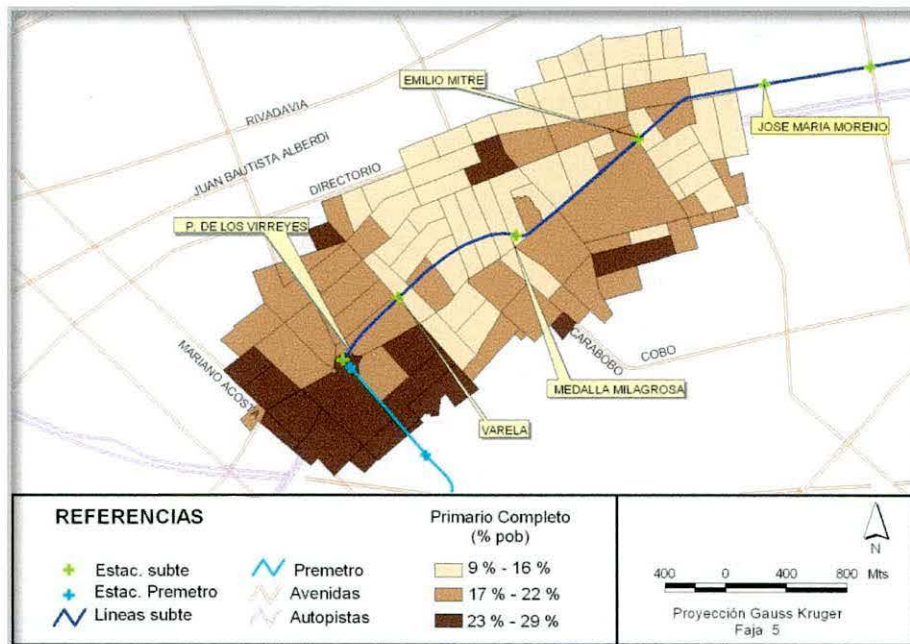 EMILIO MITRE
RIVADAVIA
JOSE MARIA MORENO
JUAN BAUTISTA ALBERDI
DIRECTORIO
P. DE LOS VIRREYES
MARIANO ACOSTA
CARABOBO
COBO
MEDALLA MILAGROSA
VARELA
REFERENCIAS
Estac. subte
Estac. Premetro
Lineas subte
Premetro
Avenidas
Autopistas
Primario Completo
(% pob)
9 % - 16 %
17 % - 22 %
23 % - 29 %
N
400 0 400 800 Mts
Proyección Gauss Kruger
Faja 5